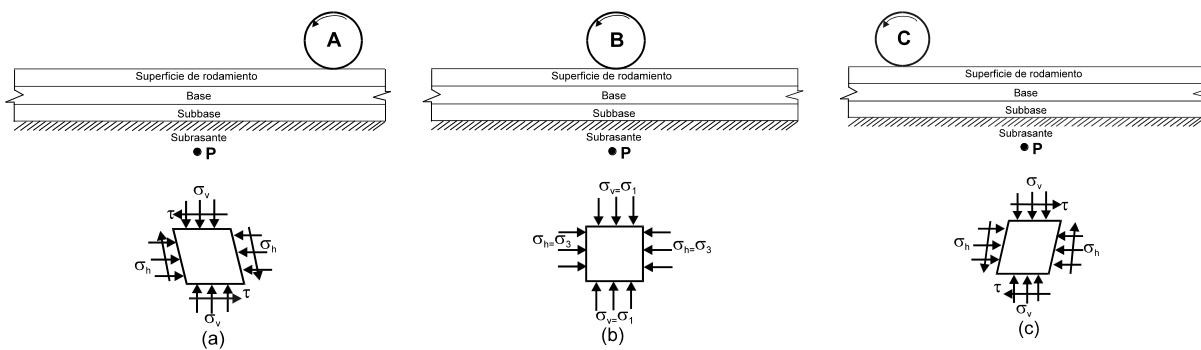 A
Superficie de rodamiento
Base
Subbase
Subrasante
P
σv
τ
σh
σh
τ
σv
(a)
B
Superficie de rodamiento
Base
Subbase
Subrasante
P
σv=σ1
σh=σ3
σh=σ3
σv=σ1
(b)
C
Superficie de rodamiento
Base
Subbase
Subrasante
P
σv
τ
σh
σh
τ
σv
(c)